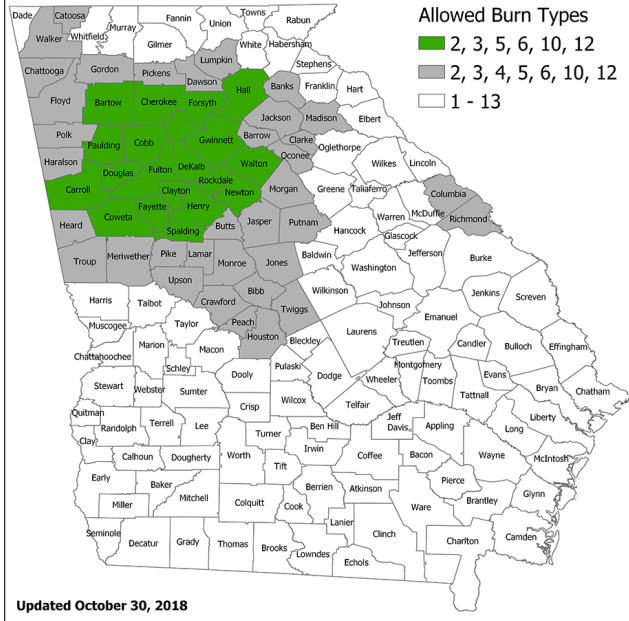 Allowed Burn Types
2, 3, 5, 6, 10, 12
2, 3, 4, 5, 6, 10, 12
1 - 13
Dade
Catoosa
Fannin
Union
Towns
Rabun
Walker
Whitfield
Murray
Gilmer
White
Habersham
Lumpkin
Stephens
Chattooga
Gordon
Pickens
Dawson
Hall
Banks
Franklin
Hart
Floyd
Bartow
Cherokee
Forsyth
Jackson
Madison
Elbert
Polk
Paulding
Cobb
Gwinnett
Barrow
Clarke
Oglethorpe
Haralson
Douglas
Fulton
DeKalb
Walton
Oconee
Wilkes
Lincoln
Carroll
Clayton
Rockdale
Newton
Morgan
Greene
Taliaferro
Columbia
Heard
Coweta
Fayette
Henry
Spalding
Butts
Jasper
Putnam
Hancock
Warren
McDuffie
Richmond
Glascock
Troup
Meriwether
Pike
Lamar
Monroe
Jones
Baldwin
Washington
Jefferson
Burke
Upson
Bibb
Wilkinson
Jenkins
Screven
Harris
Talbot
Crawford
Twiggs
Johnson
Emanuel
Muscogee
Taylor
Peach
Houston
Bleckley
Laurens
Treutlen
Candler
Bulloch
Effingham
Chattahoochee
Marion
Macon
Schley
Dooly
Pulaski
Dodge
Wheeler
Montgomery
Toombs
Evans
Bryan
Chatham
Stewart
Webster
Sumter
Crisp
Wilcox
Telfair
Tattnall
Quitman
Randolph
Terrell
Lee
Turner
Ben Hill
Jeff
Davis
Appling
Long
Liberty
Clay
Calhoun
Dougherty
Worth
Irwin
Coffee
Bacon
Wayne
McIntosh
Early
Baker
Mitchell
Tift
Berrien
Atkinson
Pierce
Brantley
Glynn
Miller
Colquitt
Cook
Lanier
Ware
Seminole
Decatur
Grady
Thomas
Brooks
Lowndes
Echols
Clinch
Charlton
Camden
Updated October 30, 2018